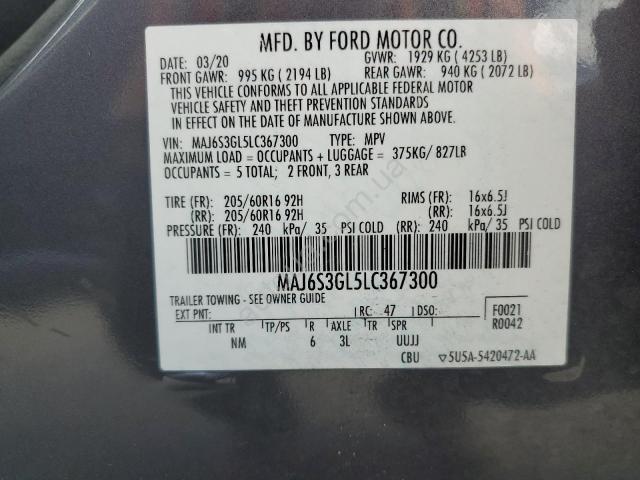 MFD. BY FORD MOTOR CO.
DATE: 03/20 GVWR: 1929 KG ( 4253 LB)
FRONT GAWR: 995 KG ( 2194 LB) REAR GAWR: 940 KG ( 2072 LB)
THIS VEHICLE CONFORMS TO ALL APPLICABLE FEDERAL MOTOR
VEHICLE SAFETY AND THEFT PREVENTION STANDARDS
IN EFFECT ON THE DATE OF MANUFACTURE SHOWN ABOVE.
VIN: MAJ6S3GL5LC367300 TYPE: MPV
MAXIMUM LOAD = OCCUPANTS + LUGGAGE = 375KG/ 827LB
OCCUPANTS = 5 TOTAL; 2 FRONT, 3 REAR
TIRE (FR): 205/60R16 92H RIMS (FR): 16x6.5J
(RR): 205/60R16 92H (RR): 16x6.5J
PRESSURE (FR): 240 kPa/ 35 PSI COLD (RR): 240 kPa/ 35 PSI COLD
MAJ6S3GL5LC367300
TRAILER TOWING - SEE OWNER GUIDE
EXT PNT: RC: 47 DSO: F0021
INT TR TP/PS R AXLE TR SPR R0042
NM 6 3L UUJJ
CBU ▽5U5A-5420472-AA